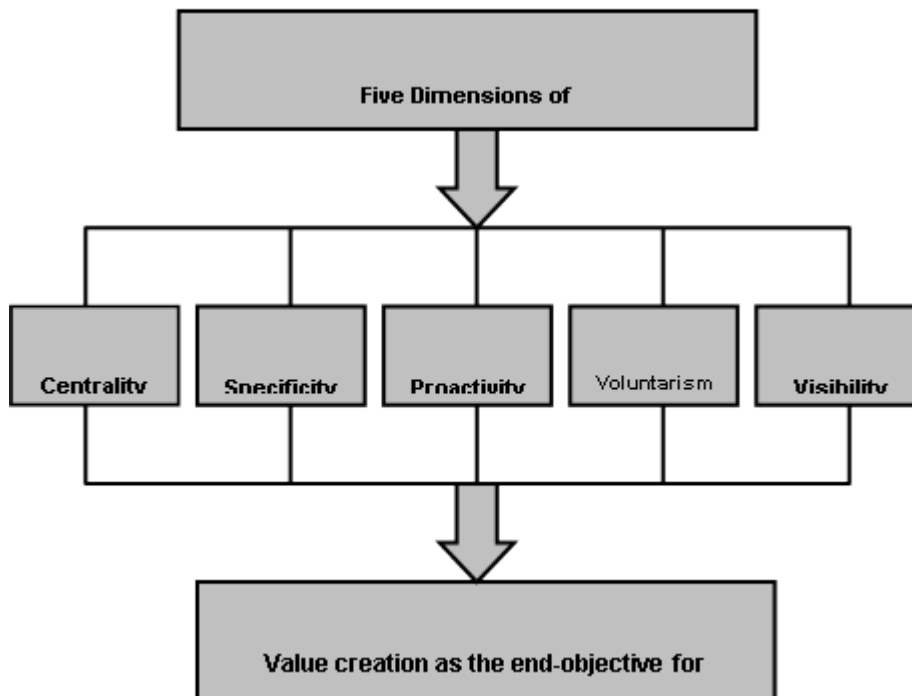 Five Dimensions of
Centrality
Specificity
Proactivity
Voluntarism
Visibility
Value creation as the end-objective for